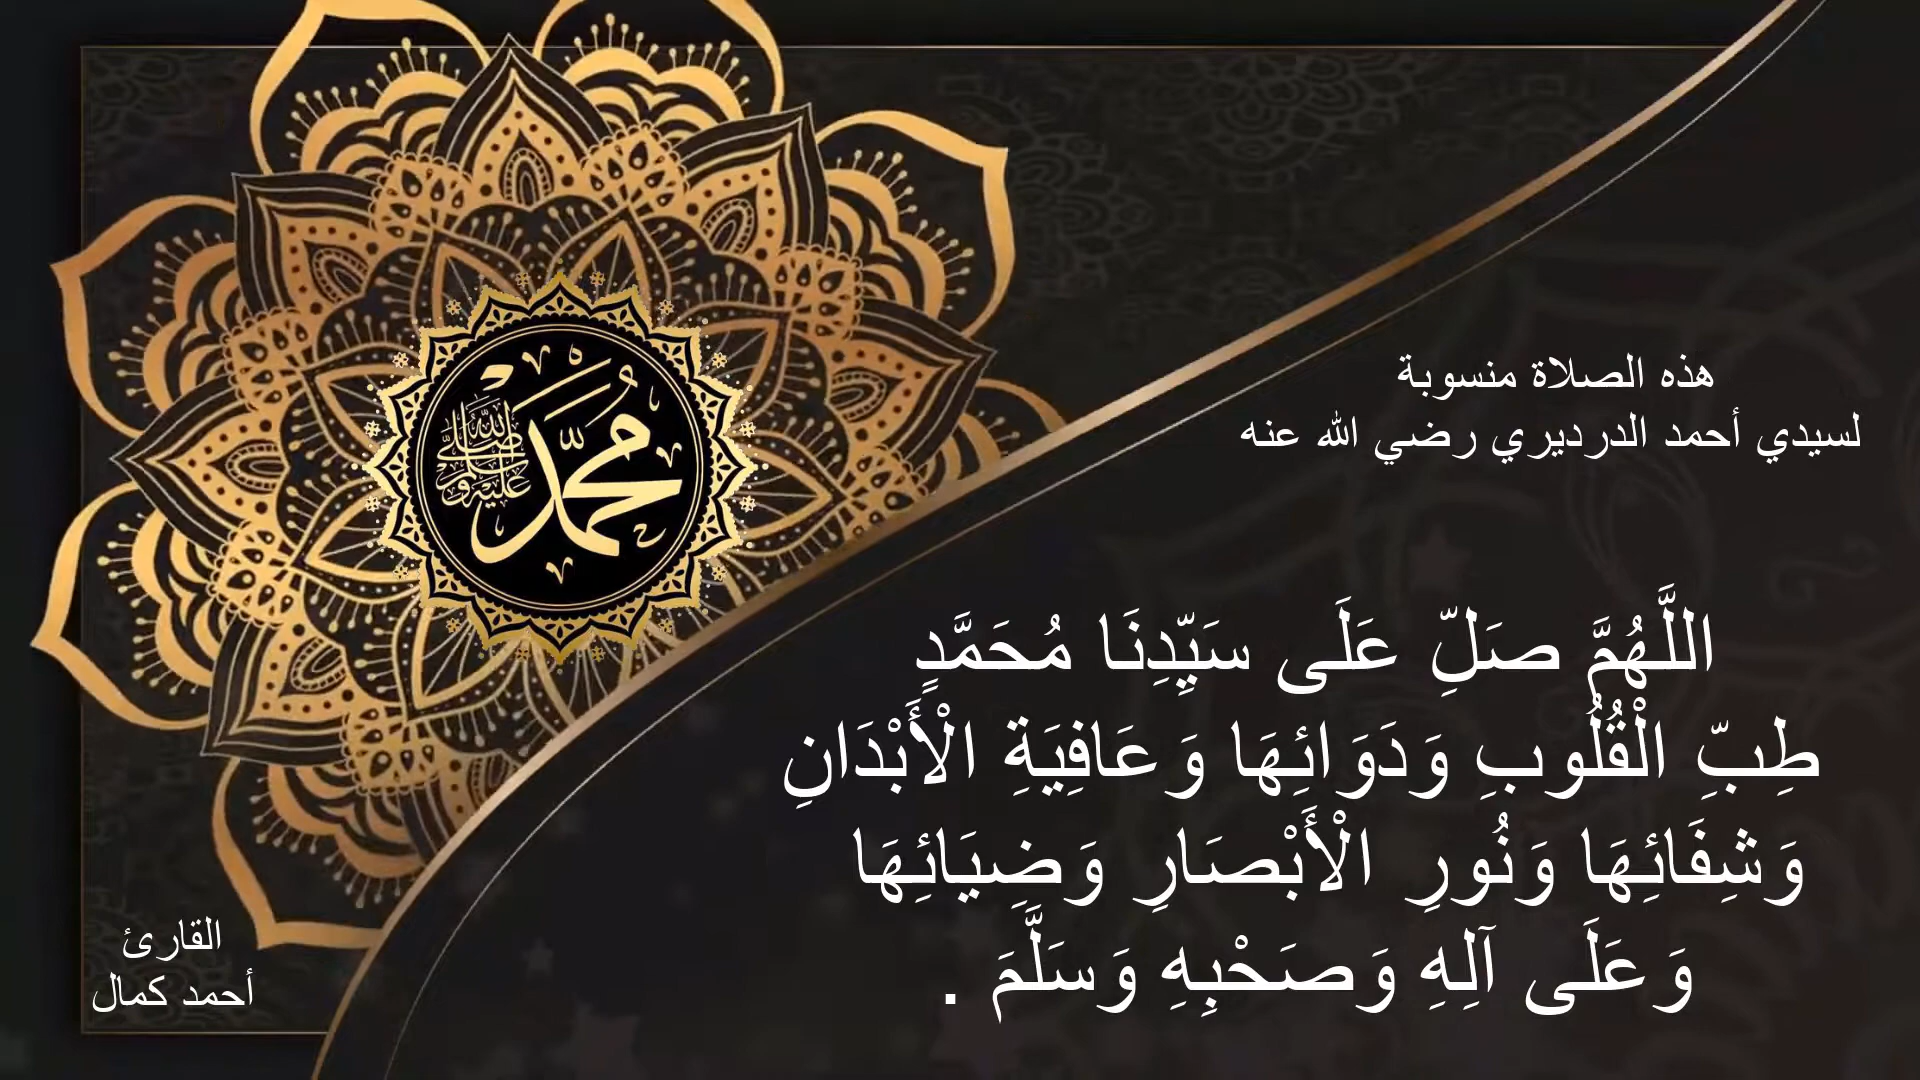 محمد
صلى الله عليه وسلم
هذه الصلاة منسوبة
لسيدي أحمد الدرديري رضي الله عنه
اللَّهُمَّ صَلِّ عَلَى سَيِّدِنَا مُحَمَّدٍ
طِبِّ الْقُلُوبِ وَدَوَائِهَا وَعَافِيَةِ الْأَبْدَانِ
وَشِفَائِهَا وَنُورِ الْأَبْصَارِ وَضِيَائِهَا
وَعَلَى آلِهِ وَصَحْبِهِ وَسَلَّمَ .
القارئ
أحمد كمال